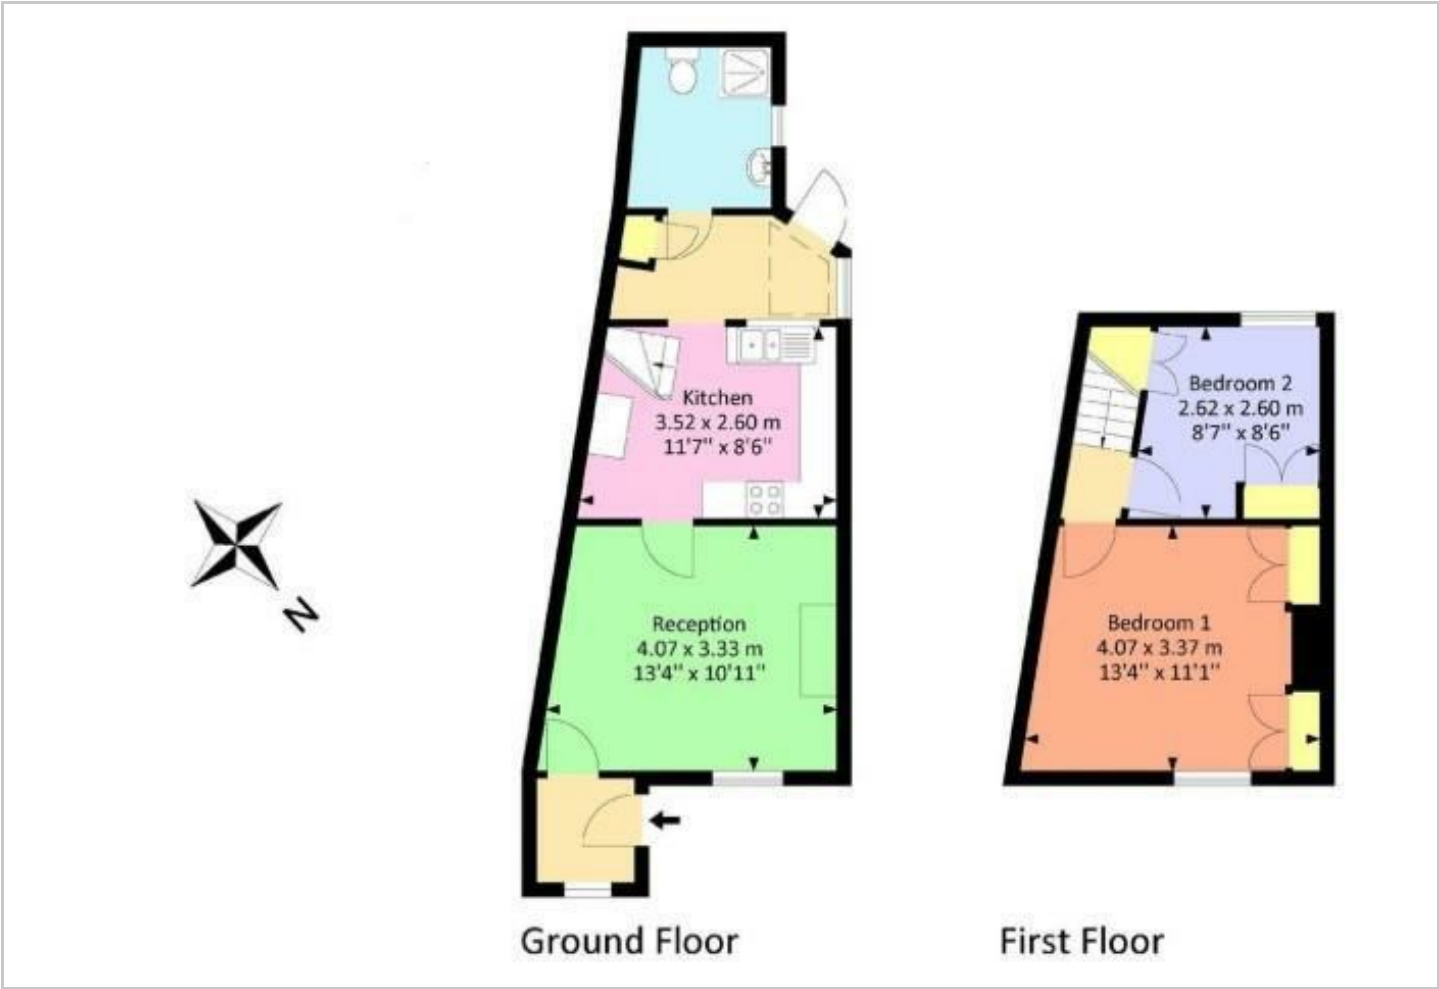 Kitchen
3.52 x 2.60 m
11'7" x 8'6"
Reception
4.07 x 3.33 m
13'4" x 10'11"
Ground Floor
Bedroom 2
2.62 x 2.60 m
8'7" x 8'6"
Bedroom 1
4.07 x 3.37 m
13'4" x 11'1"
First Floor
N